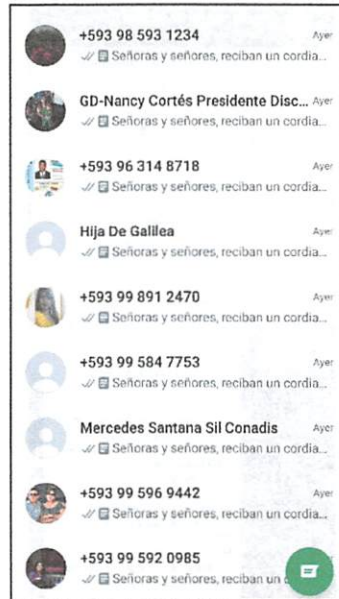 +593 98 593 1234 Ayer
Señoras y señores, reciban un cordia...
GD-Nancy Cortés Presidente Disc... Ayer
Señoras y señores, reciban un cordia...
+593 96 314 8718 Ayer
Señoras y señores, reciban un cordia...
Hija De Galilea Ayer
Señoras y señores, reciban un cordia...
+593 99 891 2470 Ayer
Señoras y señores, reciban un cordia...
+593 99 584 7753 Ayer
Señoras y señores, reciban un cordia...
Mercedes Santana Sil Conadis Ayer
Señoras y señores, reciban un cordia...
+593 99 596 9442 Ayer
Señoras y señores, reciban un cordia...
+593 99 592 0985 Ayer
Señoras y señores, reciban un